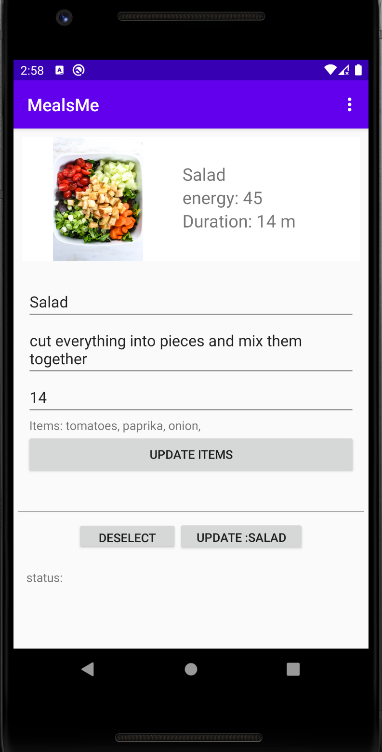 2:58
MealsMe
Salad
energy: 45
Duration: 14 m
Salad
cut everything into pieces and mix them
together
14
Items: tomatoes, paprika, onion,
UPDATE ITEMS
DESELECT UPDATE :SALAD
status: